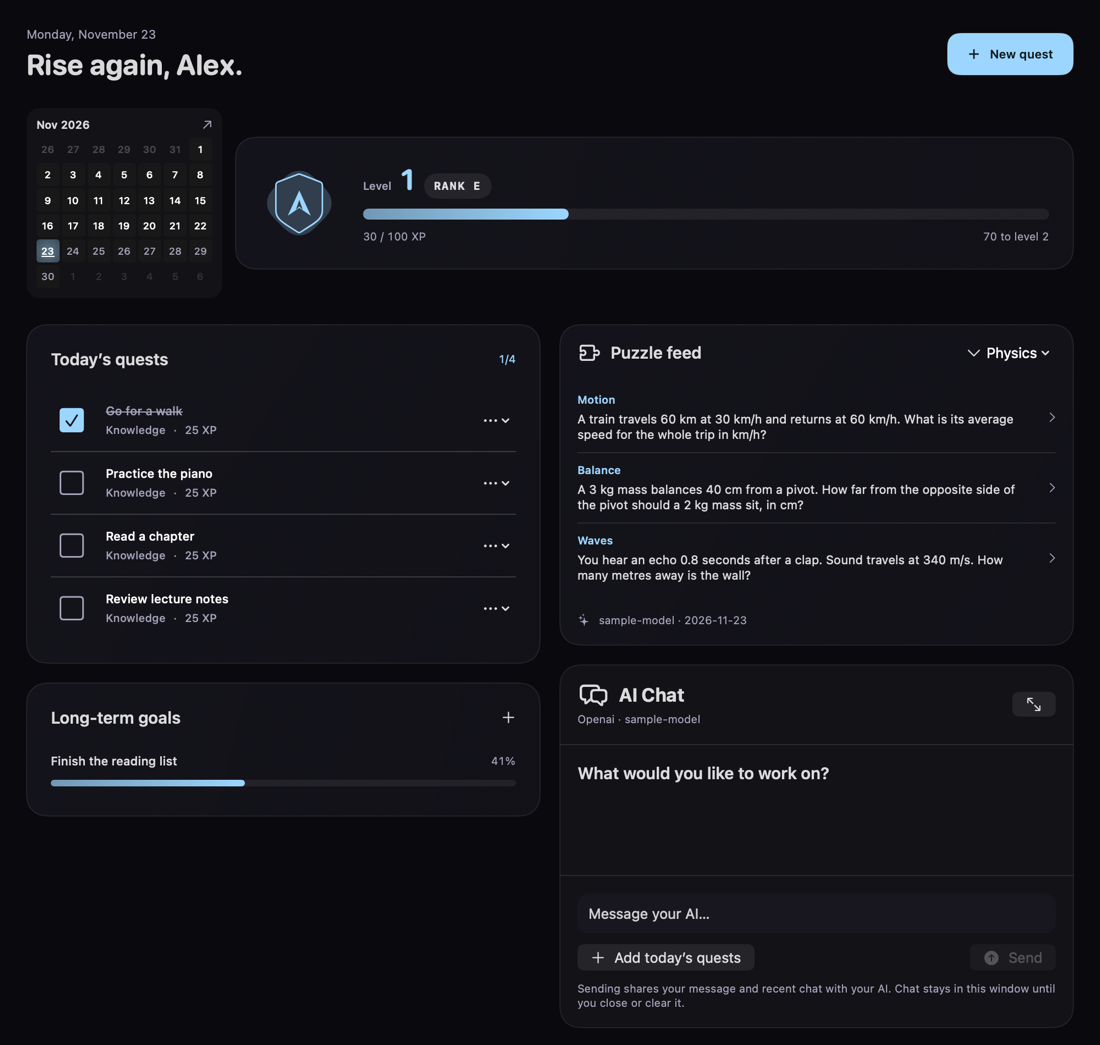 Monday, November 23
Rise again, Alex.
New quest
Nov 2026
26 27 28 29 30 31 1
2 3 4 5 6 7 8
9 10 11 12 13 14 15
16 17 18 19 20 21 22
23 24 25 26 27 28 29
30 1 2 3 4 5 6
Level 1 RANK E
30 / 100 XP
70 to level 2
Today’s quests
1/4
Go for a walk
Knowledge · 25 XP
Practice the piano
Knowledge · 25 XP
Read a chapter
Knowledge · 25 XP
Review lecture notes
Knowledge · 25 XP
Long-term goals
Finish the reading list
41%
Puzzle feed
Physics
Motion
A train travels 60 km at 30 km/h and returns at 60 km/h. What is its average
speed for the whole trip in km/h?
Balance
A 3 kg mass balances 40 cm from a pivot. How far from the opposite side of
the pivot should a 2 kg mass sit, in cm?
Waves
You hear an echo 0.8 seconds after a clap. Sound travels at 340 m/s. How
many metres away is the wall?
sample-model · 2026-11-23
AI Chat
Openai · sample-model
What would you like to work on?
Message your AI...
Add today’s quests
Send
Sending shares your message and recent chat with your AI. Chat stays in this window until
you close or clear it.